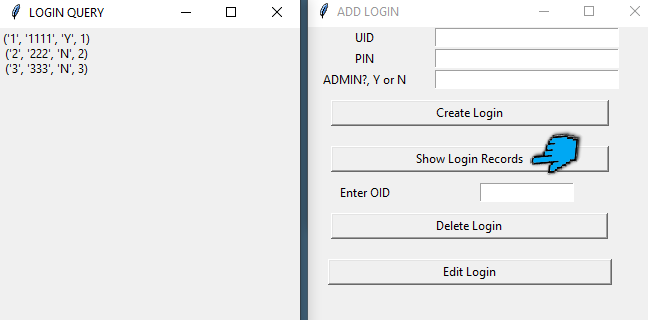 LOGIN QUERY
('1', '1111', 'Y', 1)
('2', '222', 'N', 2)
('3', '333', 'N', 3)
ADD LOGIN
UID
PIN
ADMIN?, Y or N
Create Login
Show Login Records
Enter OID
Delete Login
Edit Login